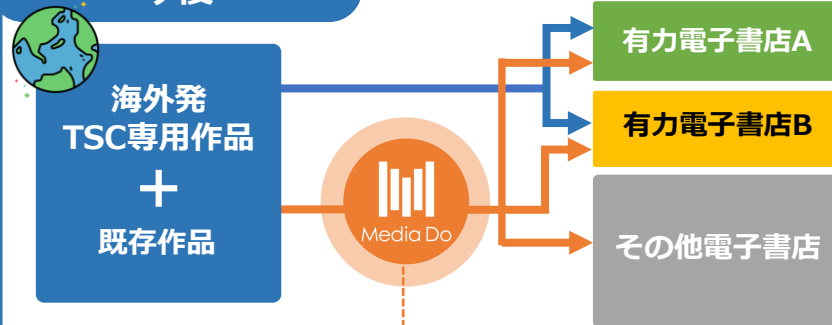 海外発
TSC専用作品
＋
既存作品
Media Do
有力電子書店A
有力電子書店B
その他電子書店